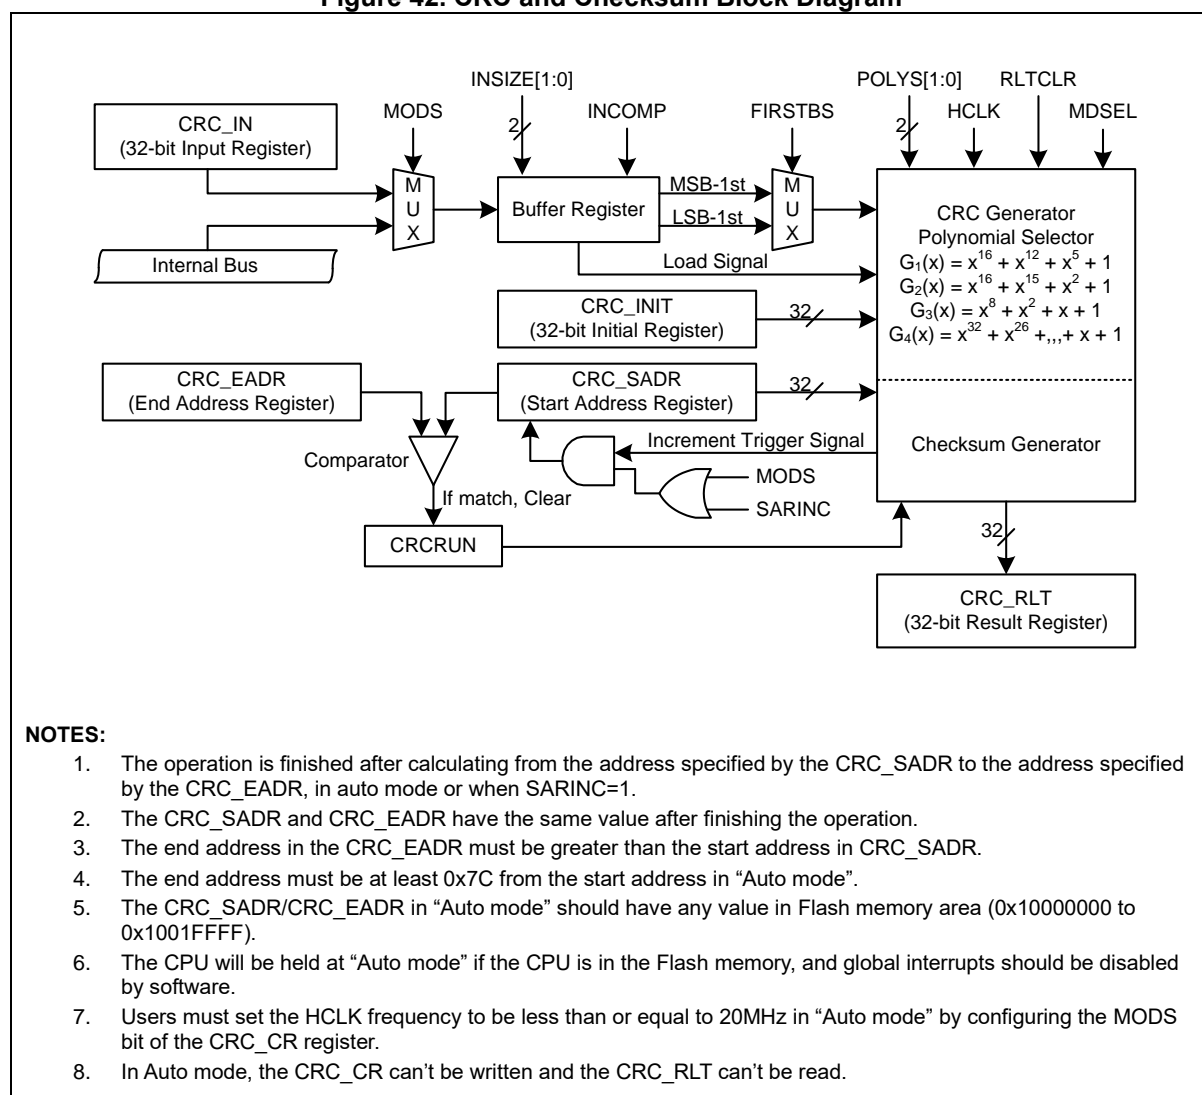 Figure 42. CRC and Checksum Block Diagram
INSIZE[1:0]
POLYS[1:0]
RLTCLR
MODS
2
INCOMP
FIRSTBS
2
HCLK
MDSEL
CRC_IN
(32-bit Input Register)
MUX
Buffer Register
MSB-1st
LSB-1st
MUX
Internal Bus
Load Signal
CRC Generator
Polynomial Selector
G₁(x) = x¹⁶ + x¹² + x⁵ + 1
G₂(x) = x¹⁶ + x¹⁵ + x² + 1
G₃(x) = x⁸ + x² + x + 1
G₄(x) = x³² + x²⁶ +,,,+ x + 1
CRC_INIT
(32-bit Initial Register)
32
CRC_EADR
(End Address Register)
CRC_SADR
(Start Address Register)
32
Comparator
Increment Trigger Signal
Checksum Generator
MODS
SARINC
If match, Clear
CRCRUN
32
CRC_RLT
(32-bit Result Register)
NOTES:
1. The operation is finished after calculating from the address specified by the CRC_SADR to the address specified
by the CRC_EADR, in auto mode or when SARINC=1.
2. The CRC_SADR and CRC_EADR have the same value after finishing the operation.
3. The end address in the CRC_EADR must be greater than the start address in CRC_SADR.
4. The end address must be at least 0x7C from the start address in “Auto mode”.
5. The CRC_SADR/CRC_EADR in “Auto mode” should have any value in Flash memory area (0x10000000 to
0x1001FFFF).
6. The CPU will be held at “Auto mode” if the CPU is in the Flash memory, and global interrupts should be disabled
by software.
7. Users must set the HCLK frequency to be less than or equal to 20MHz in “Auto mode” by configuring the MODS
bit of the CRC_CR register.
8. In Auto mode, the CRC_CR can’t be written and the CRC_RLT can’t be read.